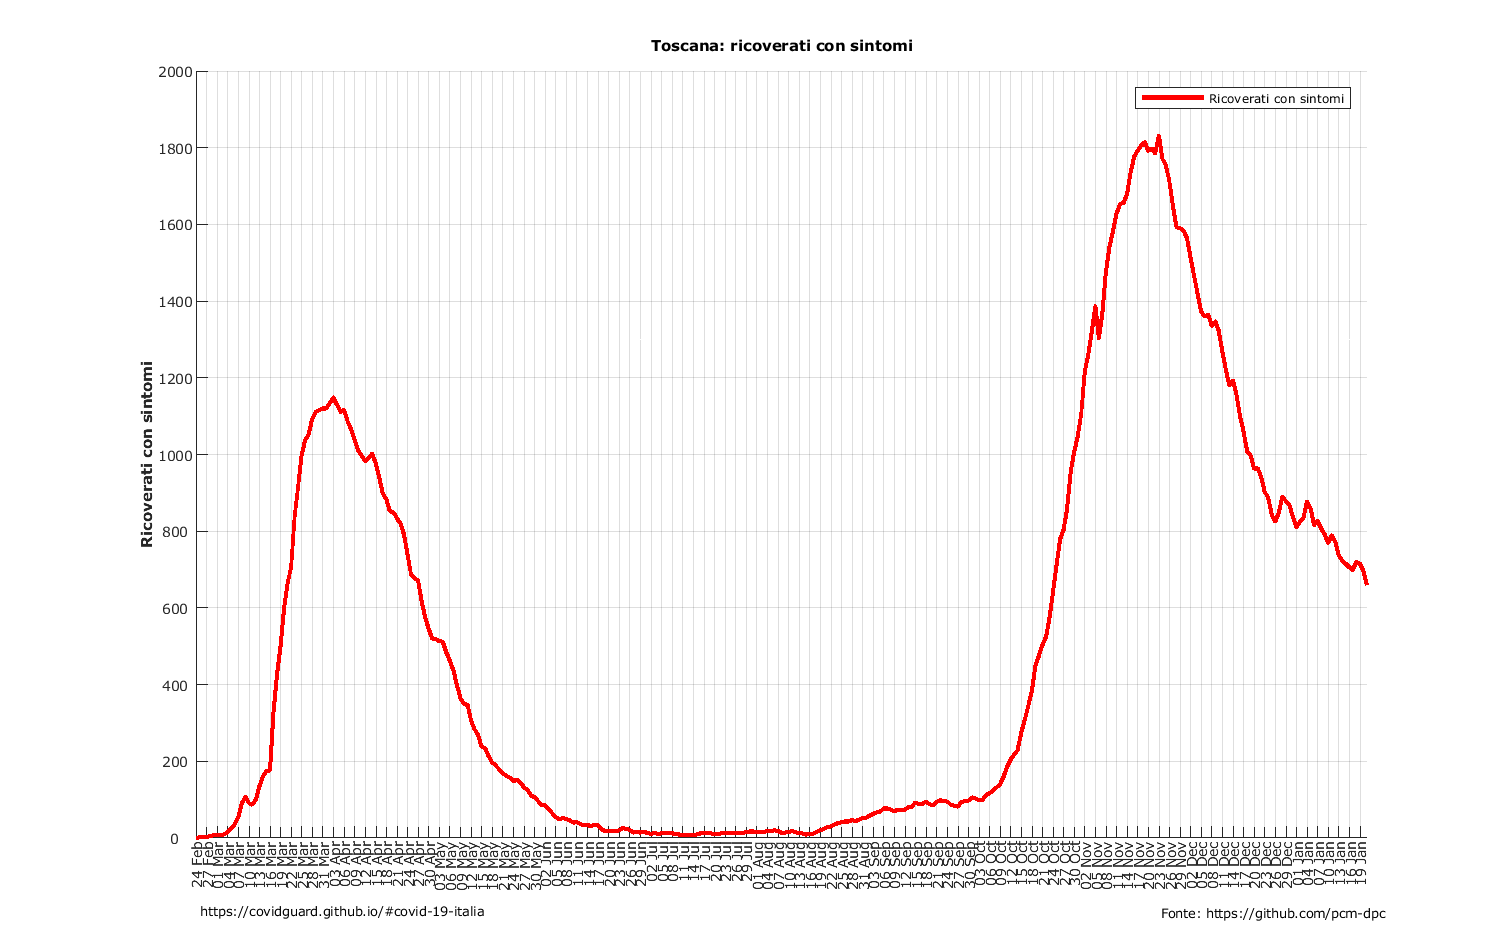 Toscana: ricoverati con sintomi
Ricoverati con sintomi
Ricoverati con sintomi
2000
1800
1600
1400
1200
1000
800
600
400
200
0
24 Feb
27 Feb
01 Mar
04 Mar
07 Mar
10 Mar
13 Mar
16 Mar
19 Mar
22 Mar
25 Mar
28 Mar
31 Mar
03 Apr
06 Apr
09 Apr
12 Apr
15 Apr
18 Apr
21 Apr
24 Apr
27 Apr
30 Apr
03 May
06 May
09 May
12 May
15 May
18 May
21 May
24 May
27 May
30 May
02 Jun
05 Jun
08 Jun
11 Jun
14 Jun
17 Jun
20 Jun
23 Jun
26 Jun
29 Jun
02 Jul
05 Jul
08 Jul
11 Jul
14 Jul
17 Jul
20 Jul
23 Jul
26 Jul
29 Jul
01 Aug
04 Aug
07 Aug
10 Aug
13 Aug
16 Aug
19 Aug
22 Aug
25 Aug
28 Aug
31 Aug
03 Sep
06 Sep
09 Sep
12 Sep
15 Sep
18 Sep
21 Sep
24 Sep
27 Sep
30 Sep
03 Oct
06 Oct
09 Oct
12 Oct
15 Oct
18 Oct
21 Oct
24 Oct
27 Oct
30 Oct
02 Nov
05 Nov
08 Nov
11 Nov
14 Nov
17 Nov
20 Nov
23 Nov
26 Nov
29 Nov
02 Dec
05 Dec
08 Dec
11 Dec
14 Dec
17 Dec
20 Dec
23 Dec
26 Dec
29 Dec
01 Jan
04 Jan
07 Jan
10 Jan
13 Jan
16 Jan
19 Jan
https://covidguard.github.io/#covid-19-italia
Fonte: https://github.com/pcm-dpc